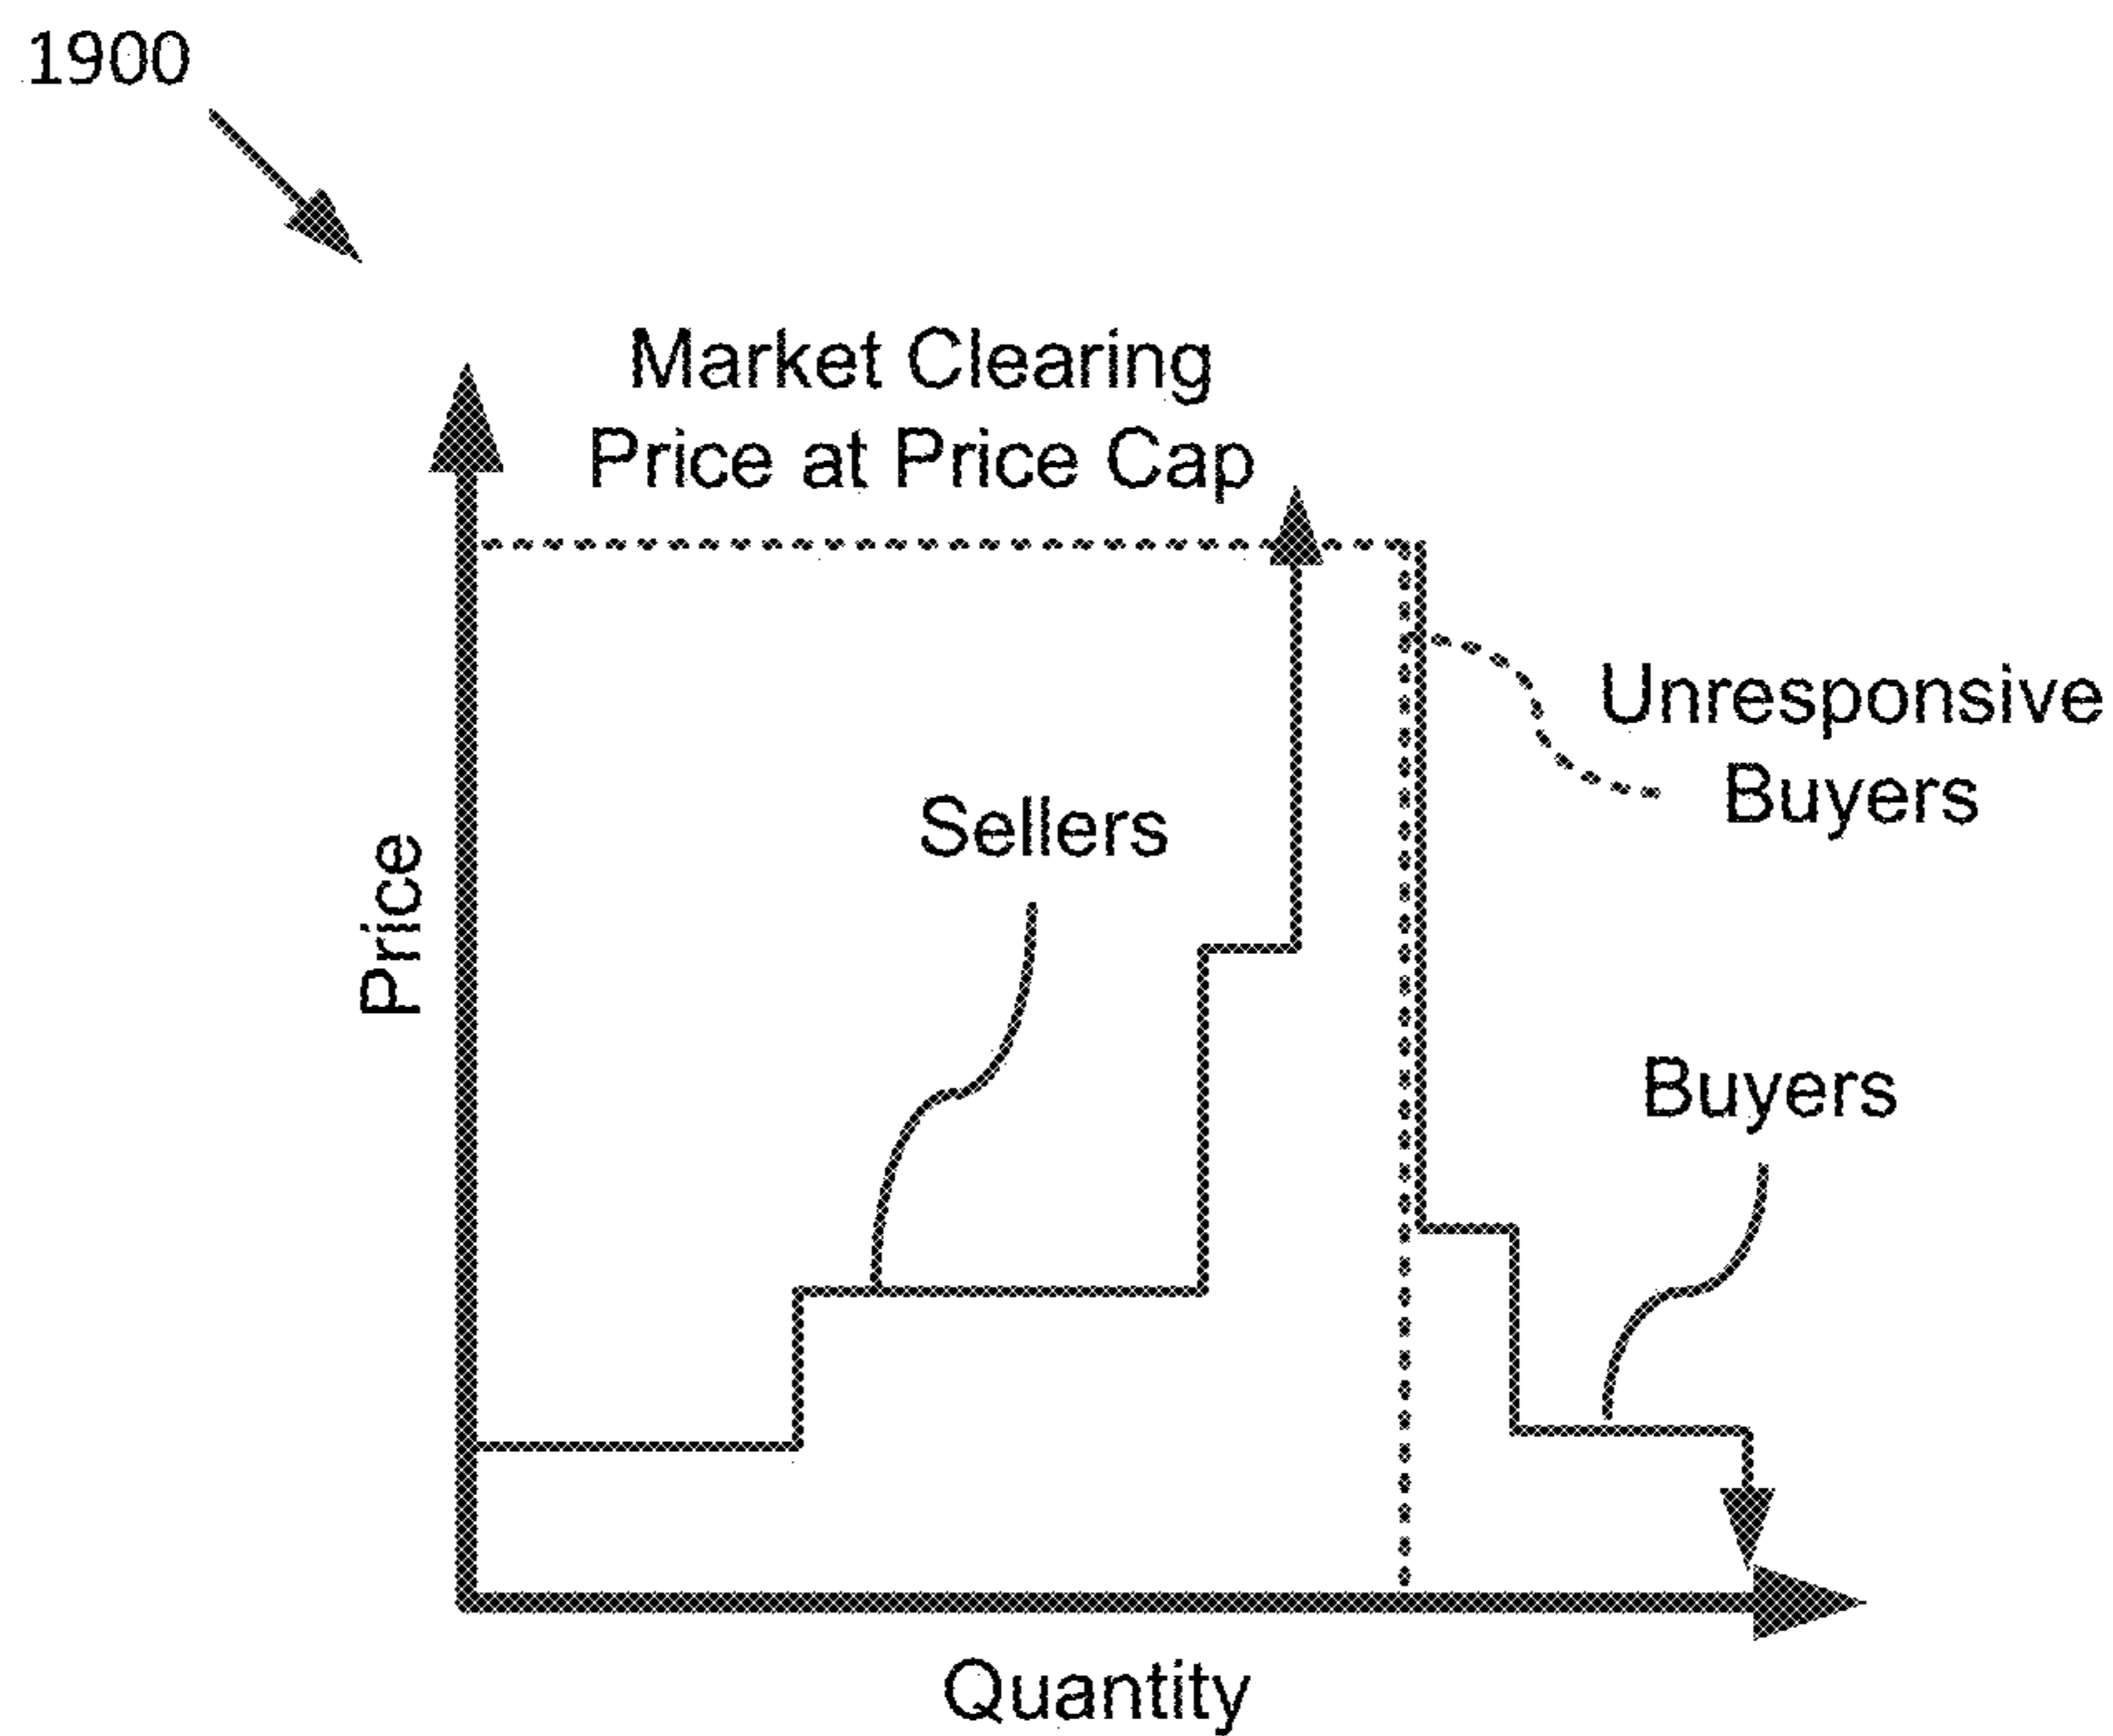 1900
Market Clearing
Price at Price Cap
Unresponsive
Buyers
Sellers
Price
Buyers
Quantity